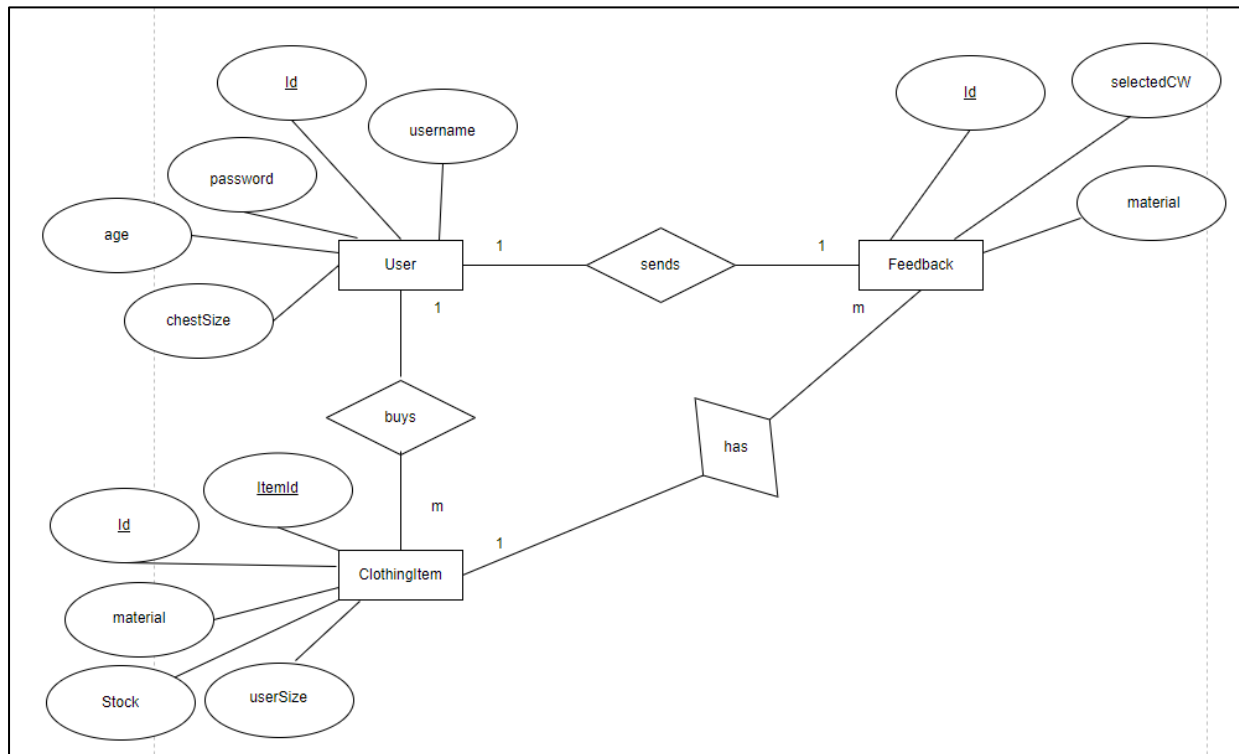 Id
username
password
age
chestSize
User
1
sends
1
Feedback
Id
selectedCW
material
1
m
buys
has
m
1
ItemId
Id
ClothingItem
material
Stock
userSize